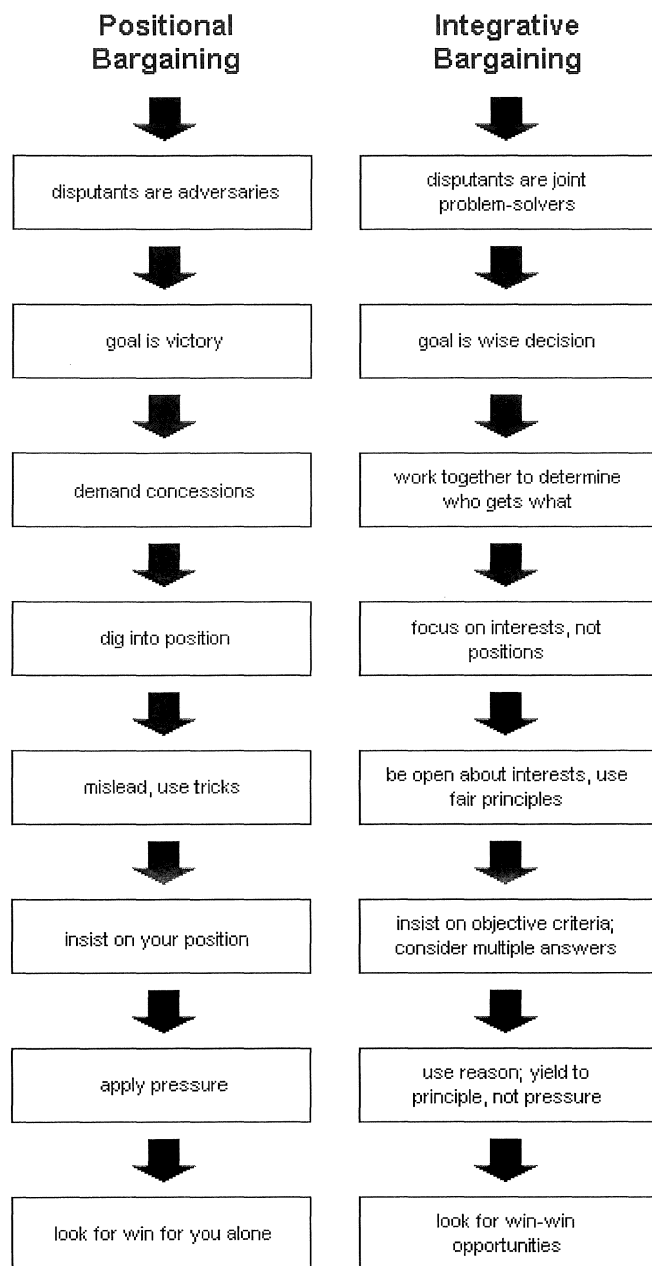 Positional
Bargaining
disputants are adversaries
goal is victory
demand concessions
dig into position
mislead, use tricks
insist on your position
apply pressure
look for win for you alone
Integrative
Bargaining
disputants are joint
problem-solvers
goal is wise decision
work together to determine
who gets what
focus on interests, not
positions
be open about interests, use
fair principles
insist on objective criteria;
consider multiple answers
use reason; yield to
principle, not pressure
look for win-win
opportunities